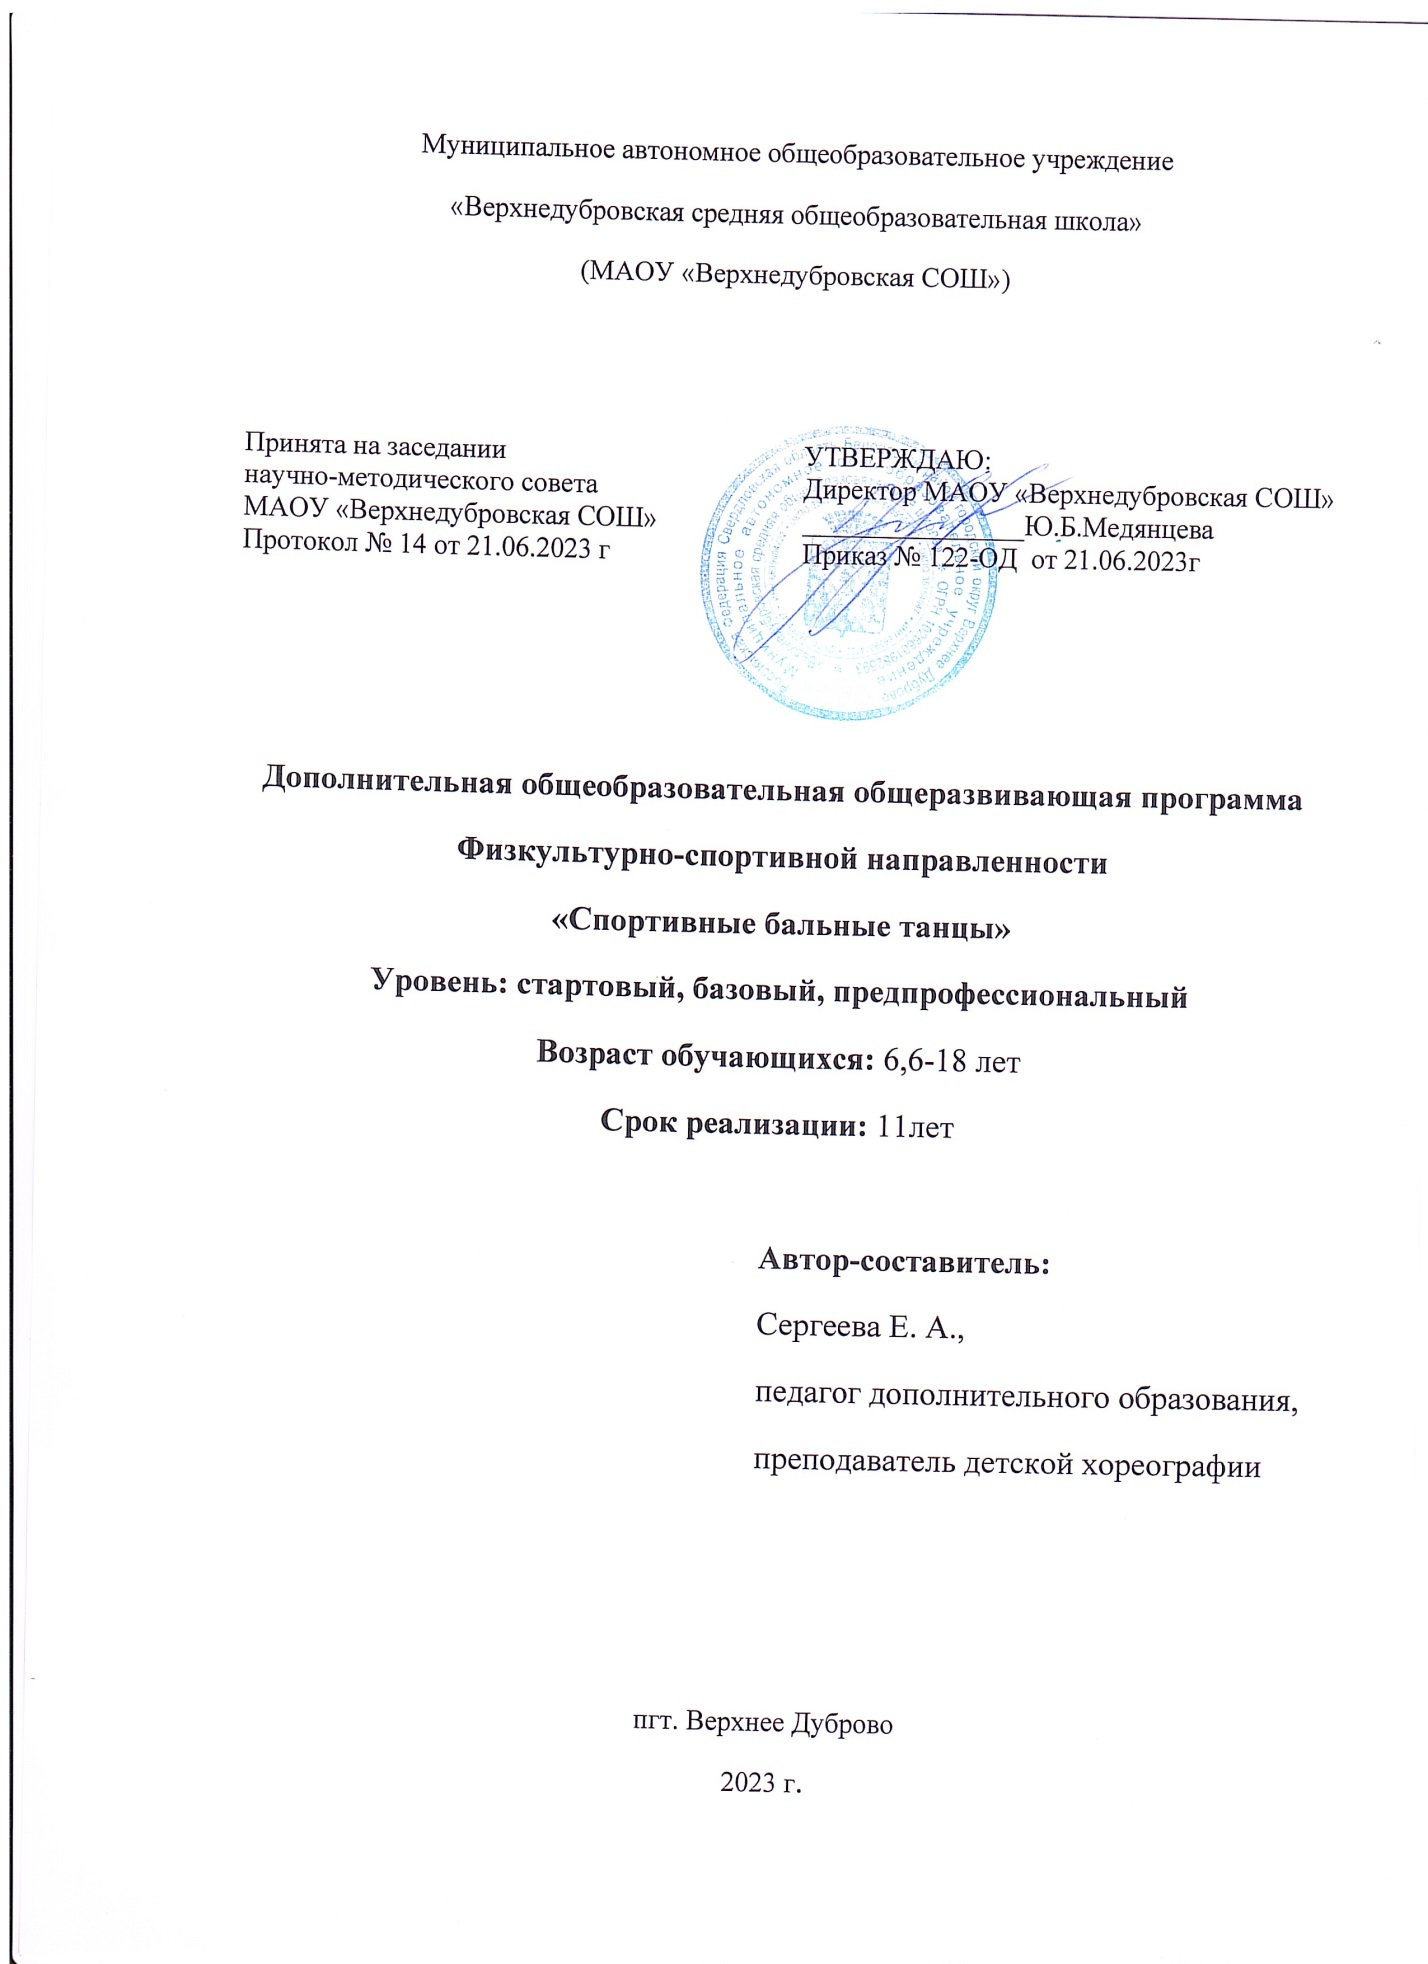 Муниципальное автономное общеобразовательное учреждение
«Верхнедубровская средняя общеобразовательная школа»
(МАОУ «Верхнедубровская СОШ»)
Принята на заседании
научно-методического совета
МАОУ «Верхнедубровская СОШ»
Протокол № 14 от 21.06.2023 г
УТВЕРЖДАЮ:
Директор МАОУ «Верхнедубровская СОШ»
________________Ю.Б.Медянцева
Приказ № 122-ОД от 21.06.2023г
Дополнительная общеобразовательная общеразвивающая программа
Физкультурно-спортивной направленности
«Спортивные бальные танцы»
Уровень: стартовый, базовый, предпрофессиональный
Возраст обучающихся: 6,6-18 лет
Срок реализации: 11лет
Автор-составитель:
Сергеева Е. А.,
педагог дополнительного образования,
преподаватель детской хореографии
пгт. Верхнее Дуброво
2023 г.